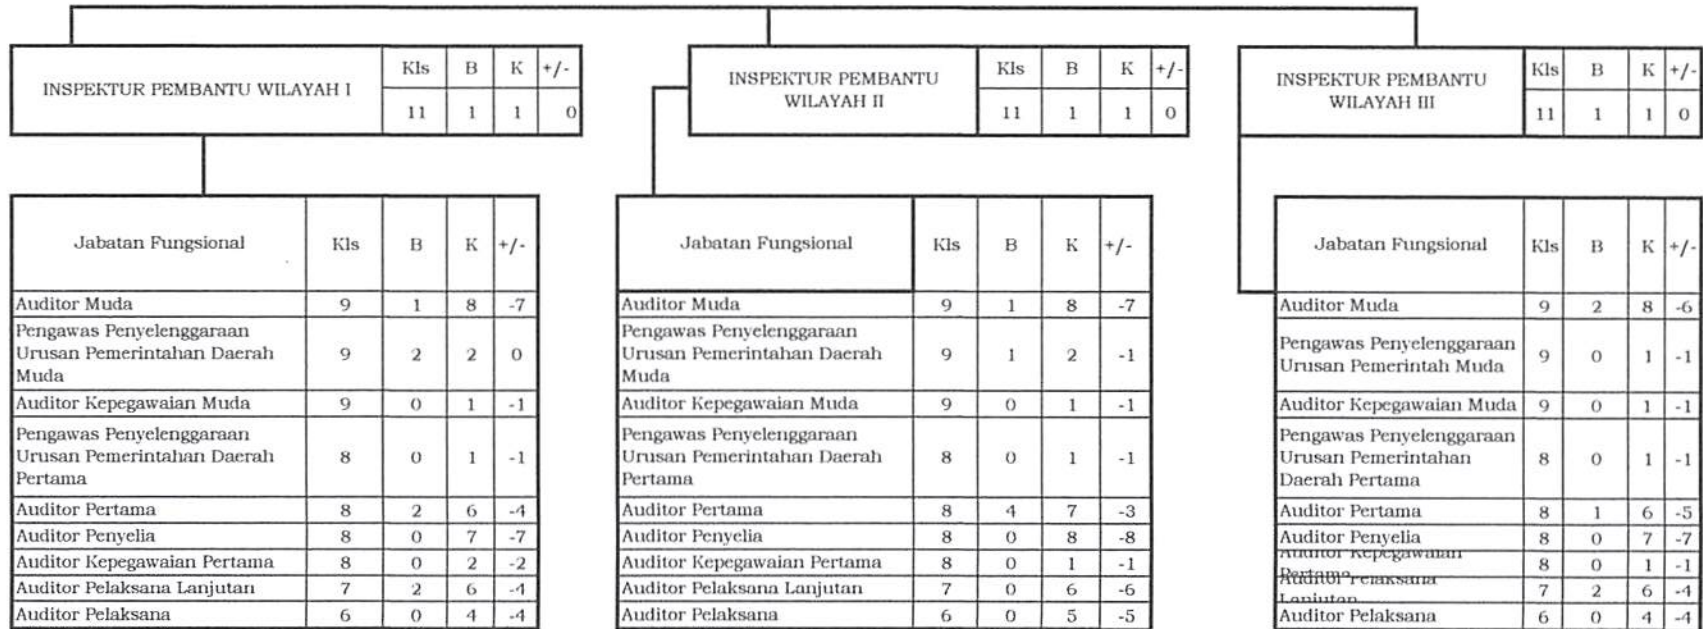 INSPEKTUR PEMBANTU WILAYAH I Kls B K +/-
11 1 1 0
INSPEKTUR PEMBANTU
WILAYAH II
Kls B K +/-
11 1 1 0
INSPEKTUR PEMBANTU
WILAYAH III
Kls B K +/-
11 1 1 0
Jabatan Fungsional Kls B K +/-
Auditor Muda 9 1 8 -7
Pengawas Penyelenggaraan
Urusan Pemerintahan Daerah 9 2 2 0
Muda
Auditor Kepegawaian Muda 9 0 1 -1
Pengawas Penyelenggaraan
Urusan Pemerintahan Daerah 8 0 1 -1
Pertama
Auditor Pertama 8 2 6 -4
Auditor Penyelia 8 0 7 -7
Auditor Kepegawaian Pertama 8 0 2 -2
Auditor Pelaksana Lanjutan 7 2 6 -4
Auditor Pelaksana 6 0 4 -4
Jabatan Fungsional Kls B K +/-
Auditor Muda 9 1 8 -7
Pengawas Penyelenggaraan
Urusan Pemerintahan Daerah 9 1 2 -1
Muda
Auditor Kepegawaian Muda 9 0 1 -1
Pengawas Penyelenggaraan
Urusan Pemerintahan Daerah 8 0 1 -1
Pertama
Auditor Pertama 8 4 7 -3
Auditor Penyelia 8 0 8 -8
Auditor Kepegawaian Pertama 8 0 1 -1
Auditor Pelaksana Lanjutan 7 0 6 -6
Auditor Pelaksana 6 0 5 -5
Jabatan Fungsional Kls B K +/-
Auditor Muda 9 2 8 -6
Pengawas Penyelenggaraan
Urusan Pemerintah Muda 9 0 1 -1
Auditor Kepegawaian Muda 9 0 1 -1
Pengawas Penyelenggaraan
Urusan Pemerintahan 8 0 1 -1
Daerah Pertama
Auditor Pertama 8 1 6 -5
Auditor Penyelia 8 0 7 -7
Auditor Kepegawaian
Pertama 8 0 1 -1
Auditor Pelaksana
Lanjutan 7 2 6 -4
Auditor Pelaksana 6 0 4 -4